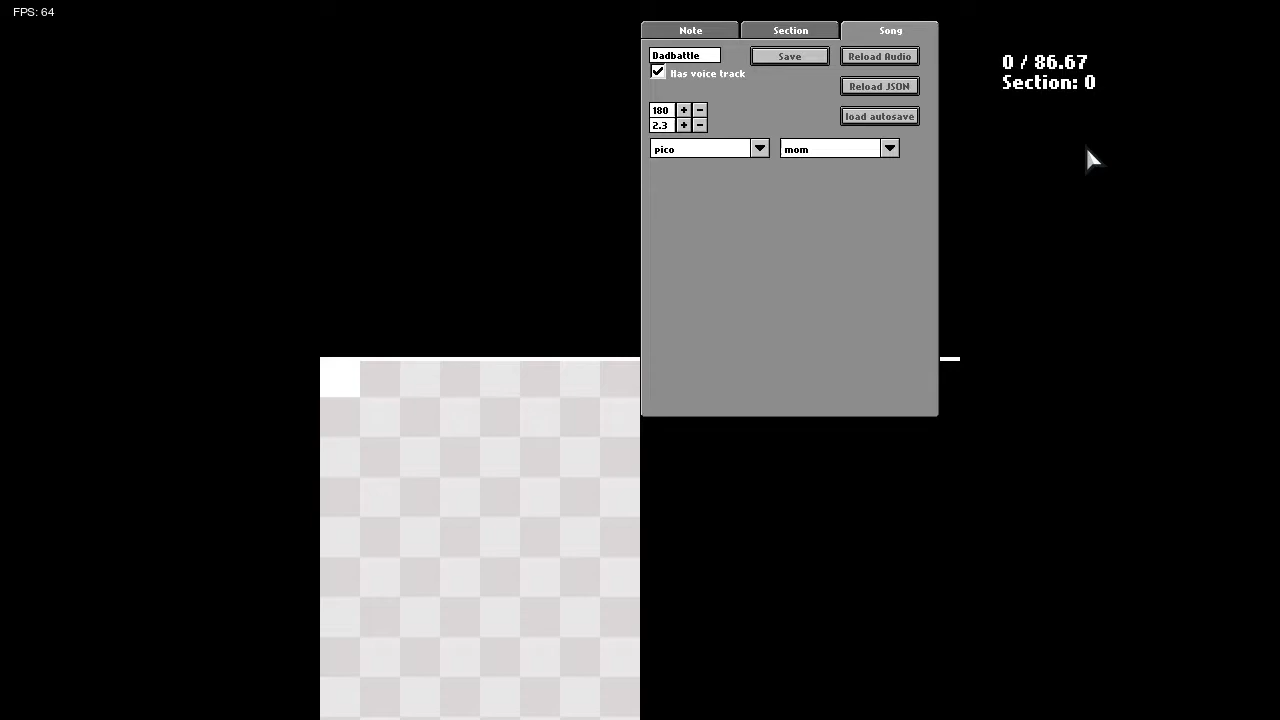 FPS: 64
Note Section Song
Dadbattle Save Reload Audio
Has voice track
Reload JSON
180 + -
load autosave
2.3 + -
pico mom
0 / 86.67
Section: 0